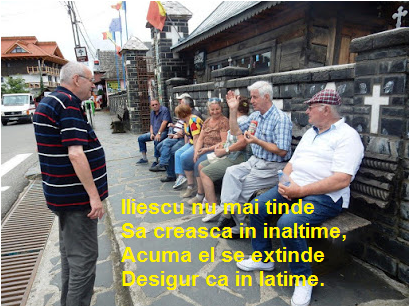 Iliescu nu mai tinde
Sa creasca in inaltime,
Acuma el se extinde
Desigur ca in latime.